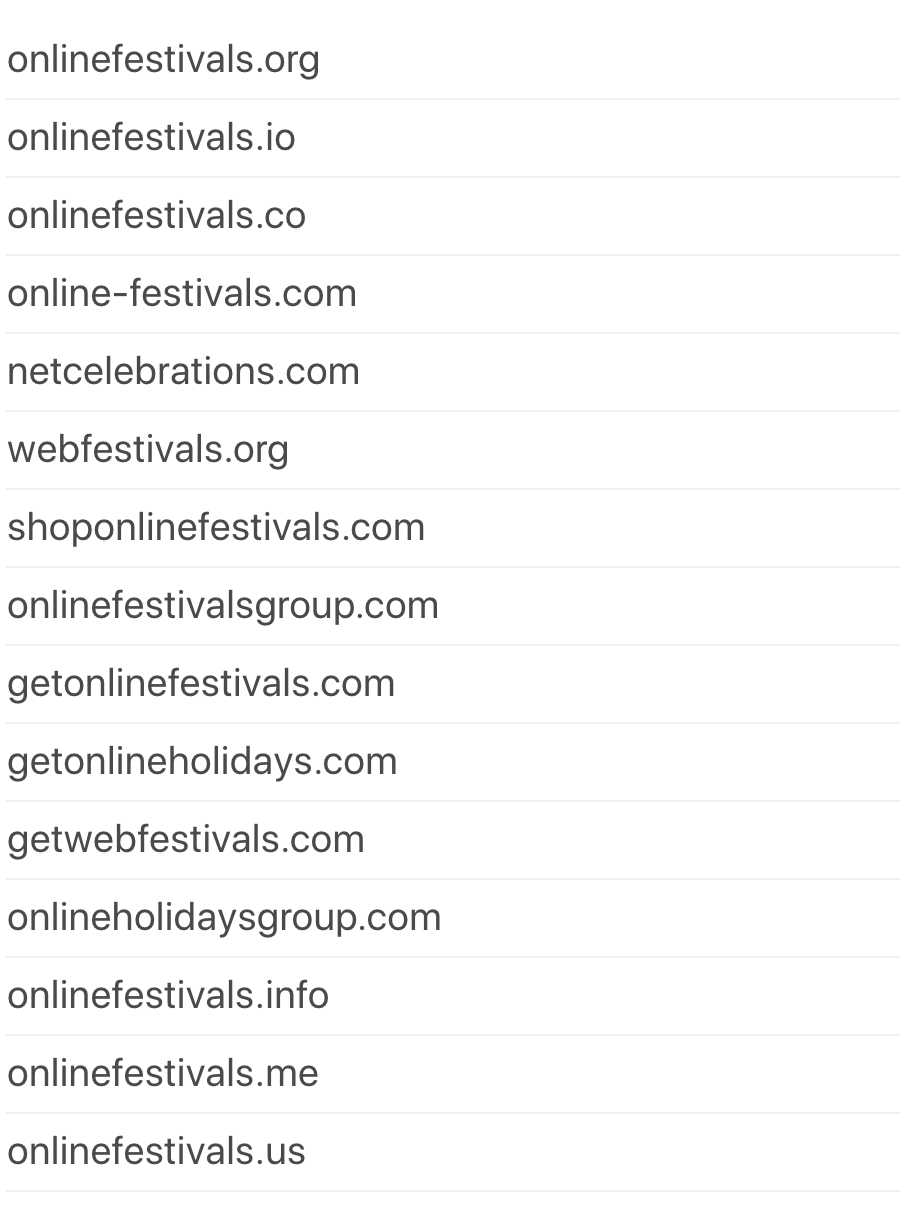 onlinefestivals.org
onlinefestivals.io
onlinefestivals.co
online-festivals.com
netcelebrations.com
webfestivals.org
shoponlinefestivals.com
onlinefestivalsgroup.com
getonlinefestivals.com
getonlineholidays.com
getwebfestivals.com
onlineholidaysgroup.com
onlinefestivals.info
onlinefestivals.me
onlinefestivals.us